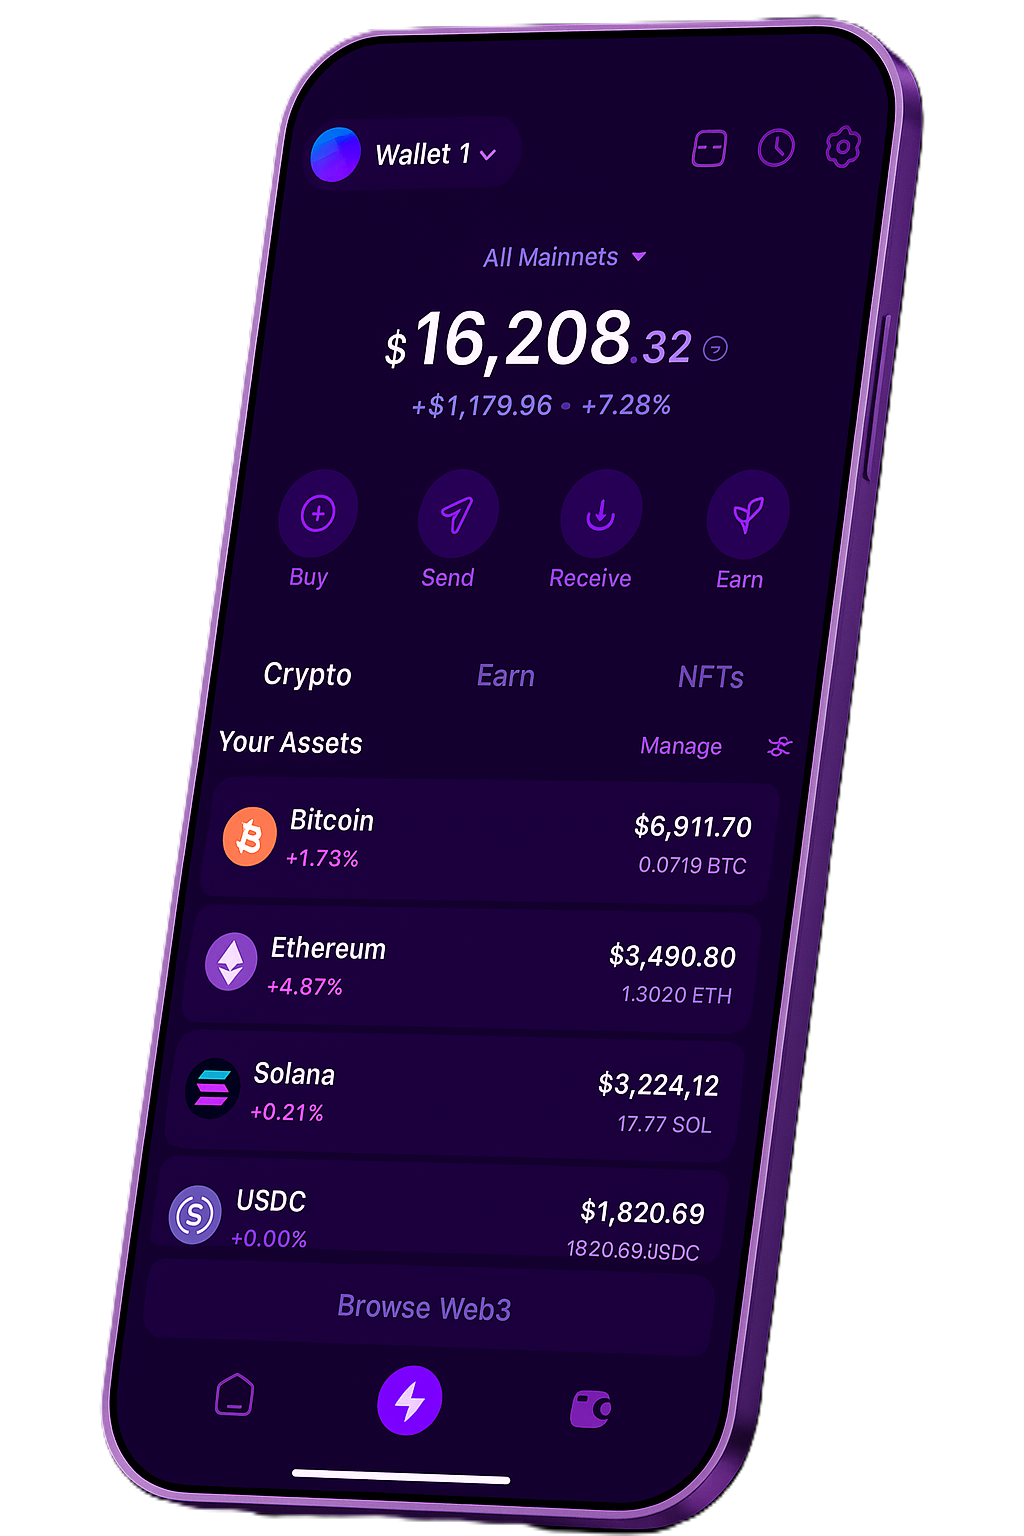 Wallet 1
All Mainnets
$16,208.32
+$1,179.96 • +7.28%
Buy Send Receive Earn
Crypto Earn NFTs
Your Assets Manage
Bitcoin $6,911.70
+1.73% 0.0719 BTC
Ethereum $3,490.80
+4.87% 1.3020 ETH
Solana $3,224,12
+0.21% 17.77 SOL
USDC $1,820.69
+0.00% 1820.69.USDC
Browse Web3